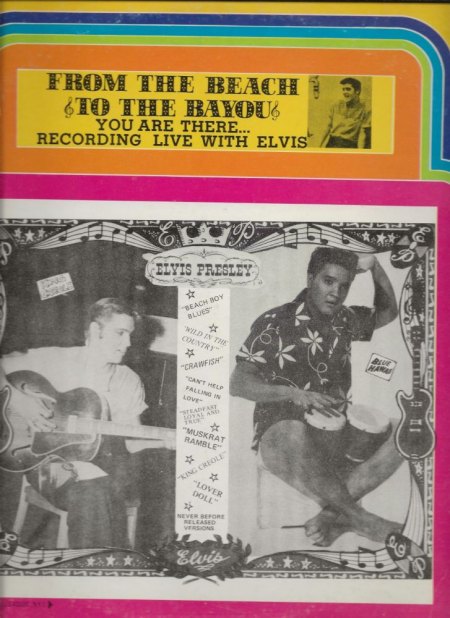 FROM THE BEACH
TO THE BAYOU
YOU ARE THERE...
RECORDING LIVE WITH ELVIS
E P
ELVIS PRESLEY
"BEACH BOY
BLUES"
"WILD IN THE
COUNTRY"
"CRAWFISH"
"CAN'T HELP
FALLING IN
LOVE"
"STEADFAST
LOYAL AND
TRUE"
"MUSKRAT
RAMBLE"
"KING CREOLE"
"LOVER
DOLL"
NEVER BEFORE
RELEASED
VERSIONS
BLUE
HAWAII
Elvis